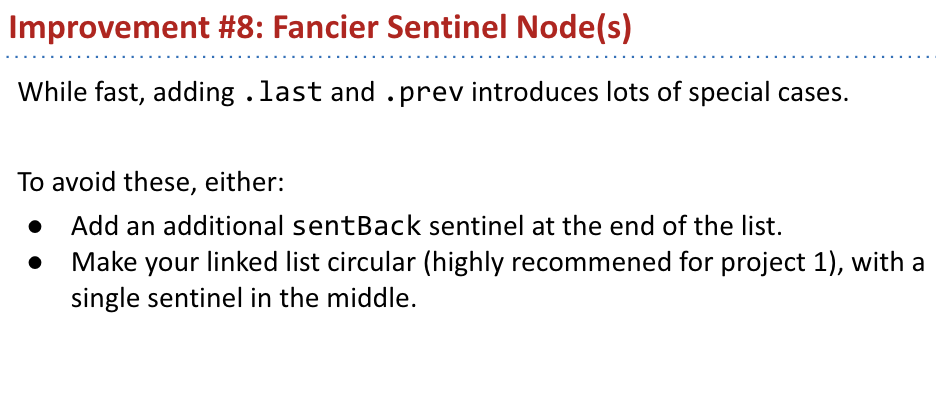 Improvement #8: Fancier Sentinel Node(s)
While fast, adding .last and .prev introduces lots of special cases.
To avoid these, either:
● Add an additional sentBack sentinel at the end of the list.
● Make your linked list circular (highly recommened for project 1), with a
single sentinel in the middle.